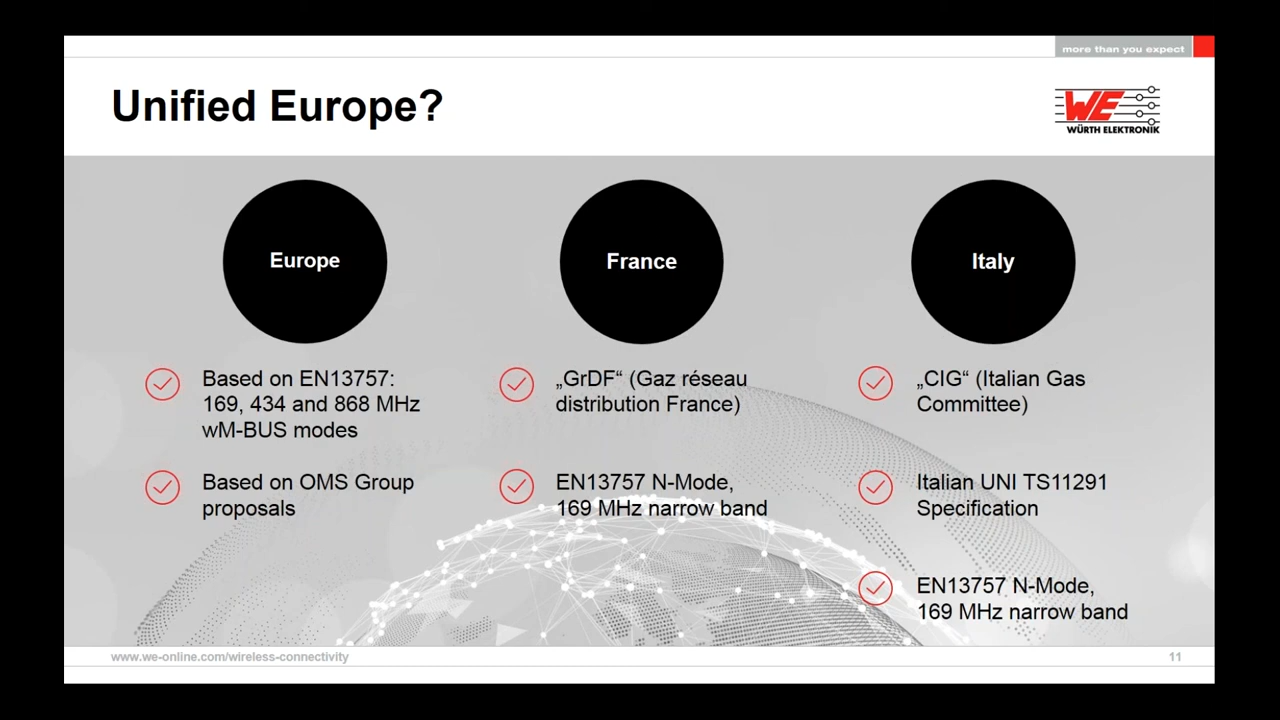 more than you expect
Unified Europe?
WE
WÜRTH ELEKTRONIK
Europe
Based on EN13757:
169, 434 and 868 MHz
wM-BUS modes
Based on OMS Group
proposals
France
„GrDF“ (Gaz réseau
distribution France)
EN13757 N-Mode,
169 MHz narrow band
Italy
„CIG“ (Italian Gas
Committee)
Italian UNI TS11291
Specification
EN13757 N-Mode,
169 MHz narrow band
www.we-online.com/wireless-connectivity
11